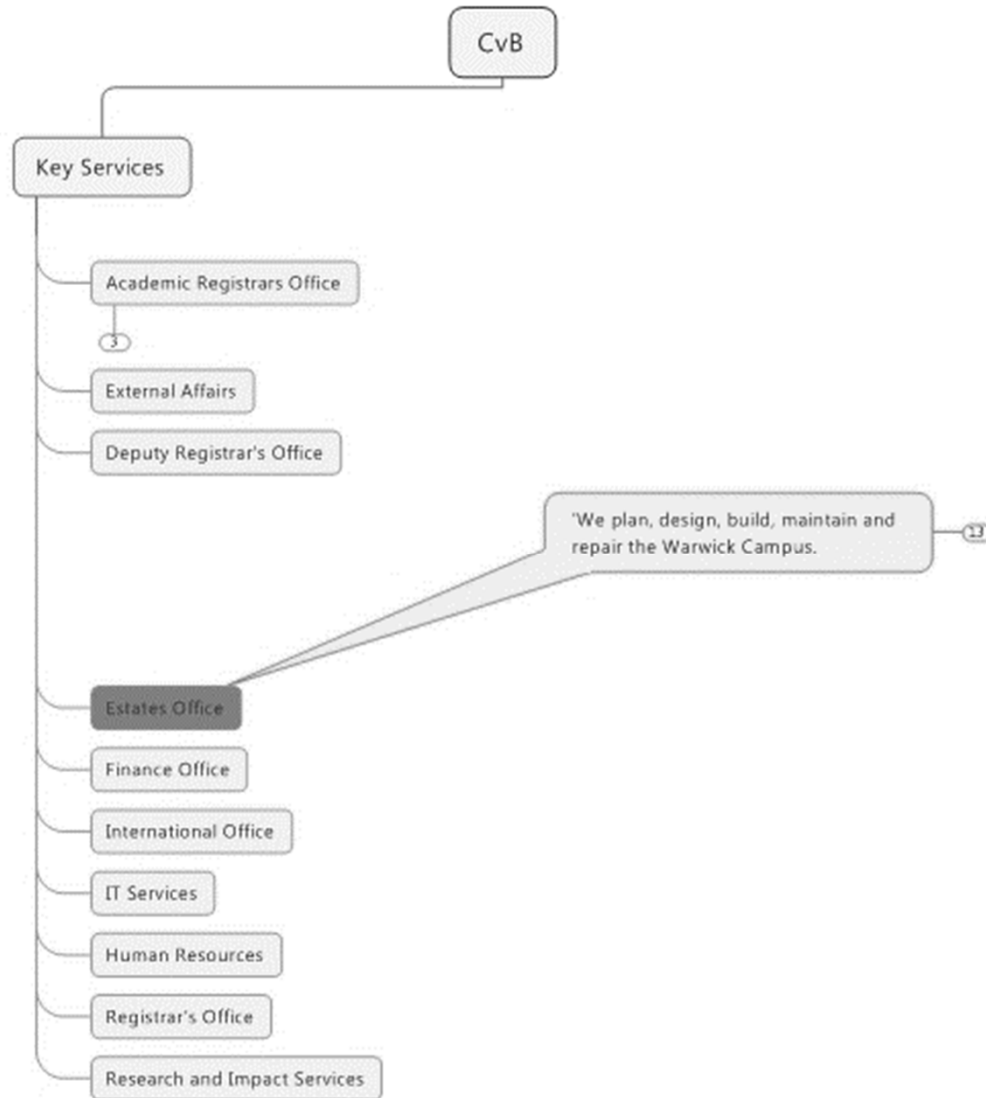 CvB
Key Services
Academic Registrars Office
3
External Affairs
Deputy Registrar's Office
'We plan, design, build, maintain and
repair the Warwick Campus.
13
Estates Office
Finance Office
International Office
IT Services
Human Resources
Registrar's Office
Research and Impact Services